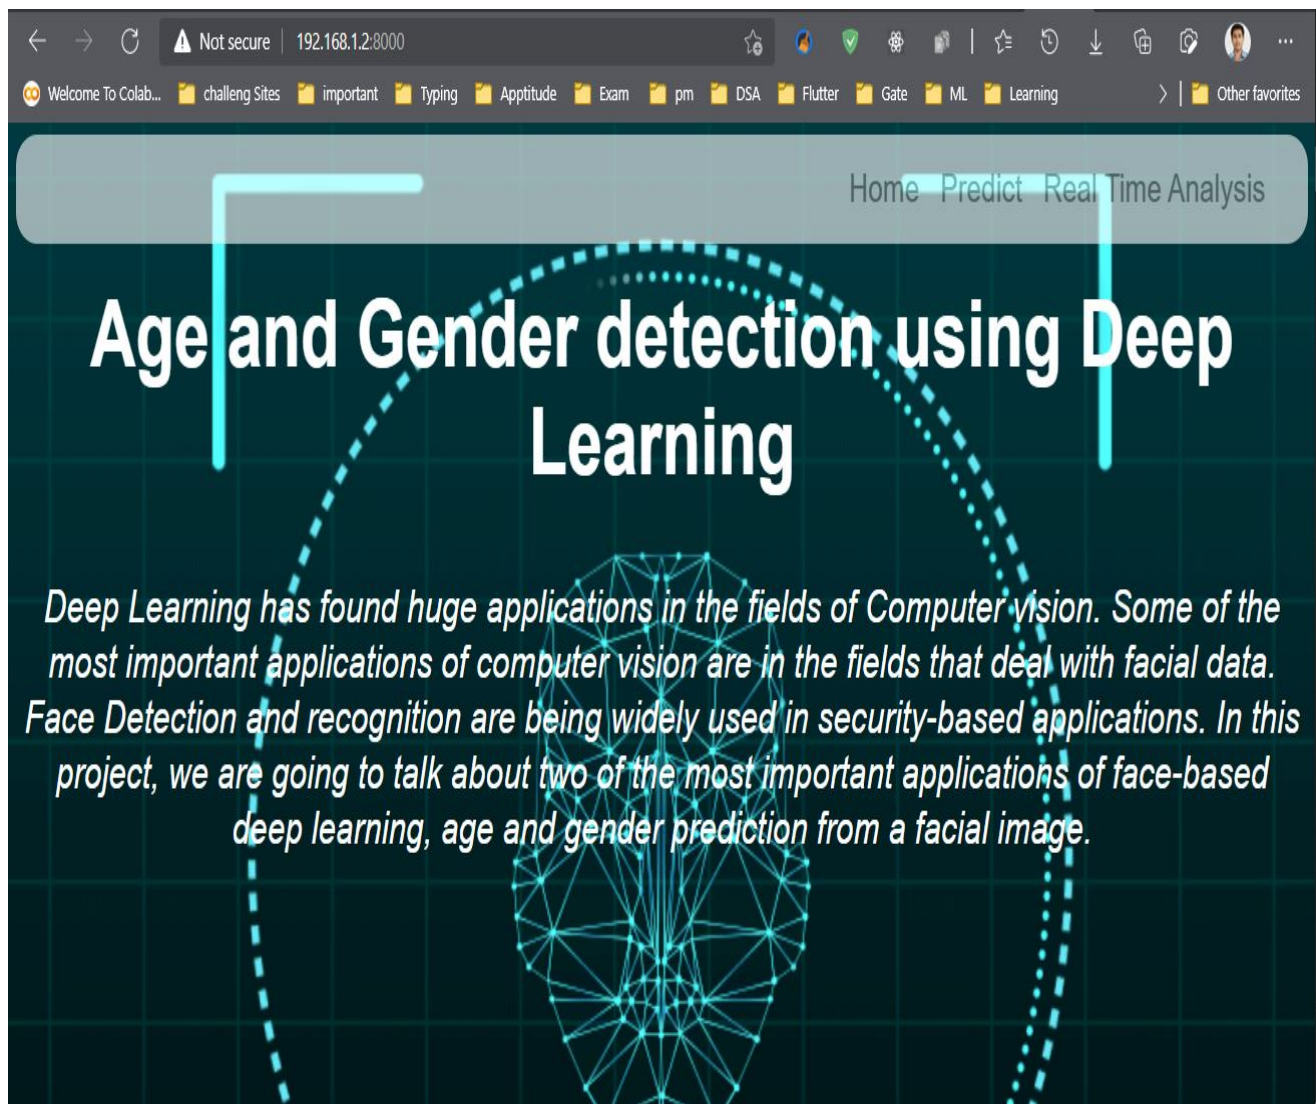 Not secure 192.168.1.2:8000
Welcome To Colab... challeng Sites important Typing Apptitude Exam pm DSA Flutter Gate ML Learning Other favorites
Home Predict Real Time Analysis
Age and Gender detection using Deep
Learning
Deep Learning has found huge applications in the fields of Computer vision. Some of the
most important applications of computer vision are in the fields that deal with facial data.
Face Detection and recognition are being widely used in security-based applications. In this
project, we are going to talk about two of the most important applications of face-based
deep learning, age and gender prediction from a facial image.